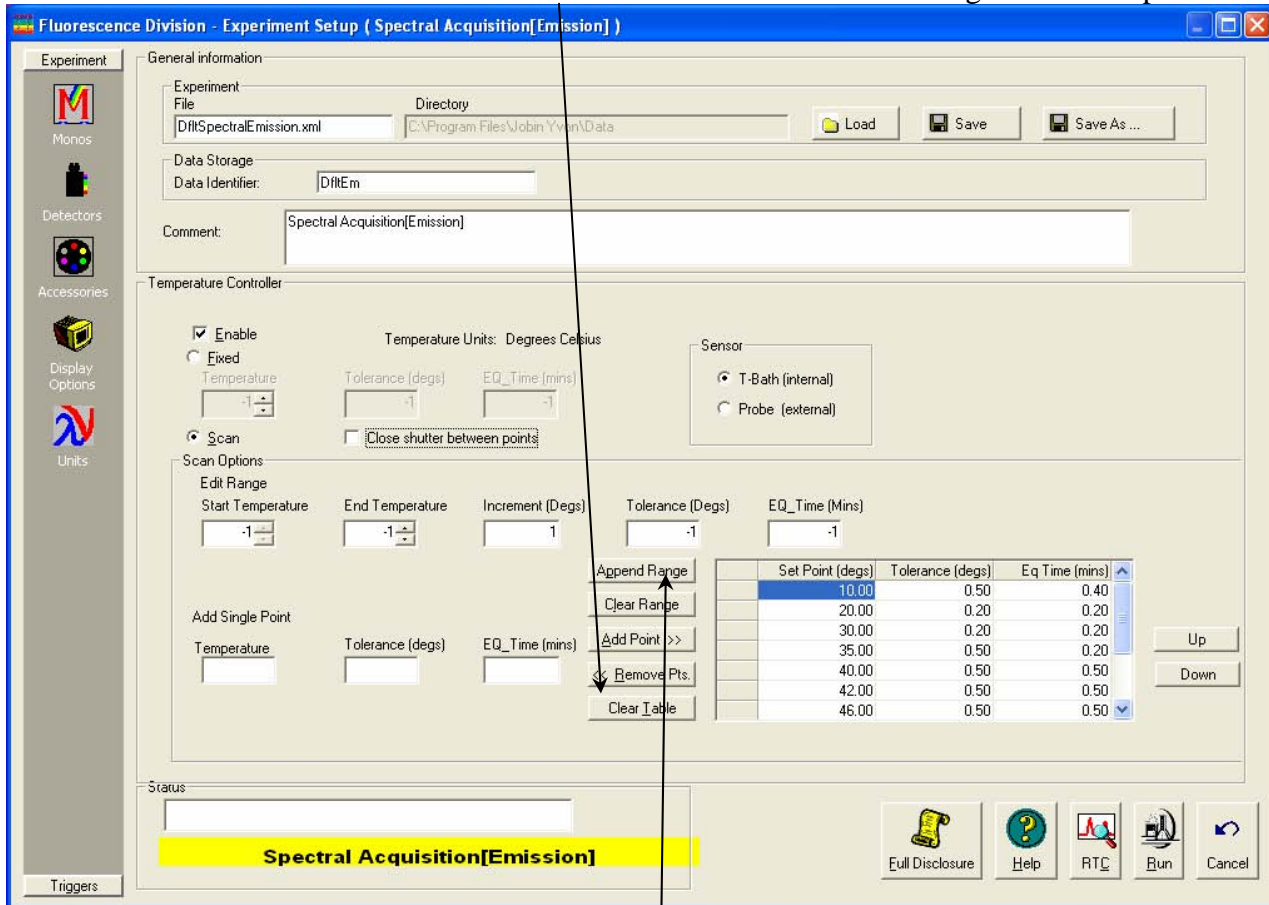 Fluorescence Division - Experiment Setup ( Spectral Acquisition[Emission] )
Experiment
Monos
Detectors
Accessories
Display
Options
Units
Triggers
General information
Experiment
File
Directory
DfltSpectralEmission.xml
C:\Program Files\Jobin Yvon\Data
Load
Save
Save As ...
Data Storage
Data Identifier:
DfltEm
Comment:
Spectral Acquisition[Emission]
Temperature Controller
Enable
Temperature Units: Degrees Celsius
Fixed
Temperature
Tolerance (degs)
EQ_Time (mins)
-1
-1
-1
Sensor
T-Bath (internal)
Probe (external)
Scan
Close shutter between points
Scan Options
Edit Range
Start Temperature
End Temperature
Increment (Degs)
Tolerance (Degs)
EQ_Time (Mins)
-1
-1
1
-1
-1
Append Range
Clear Range
Add Point >>
<< Remove Pts.
Clear Table
Add Single Point
Temperature
Tolerance (degs)
EQ_Time (mins)
Set Point (degs) Tolerance (degs) Eq Time (mins)
10.00 0.50 0.40
20.00 0.20 0.20
30.00 0.20 0.20
35.00 0.50 0.20
40.00 0.50 0.50
42.00 0.50 0.50
46.00 0.50 0.50
Up
Down
Status
Spectral Acquisition[Emission]
Full Disclosure
Help
RTC
Run
Cancel